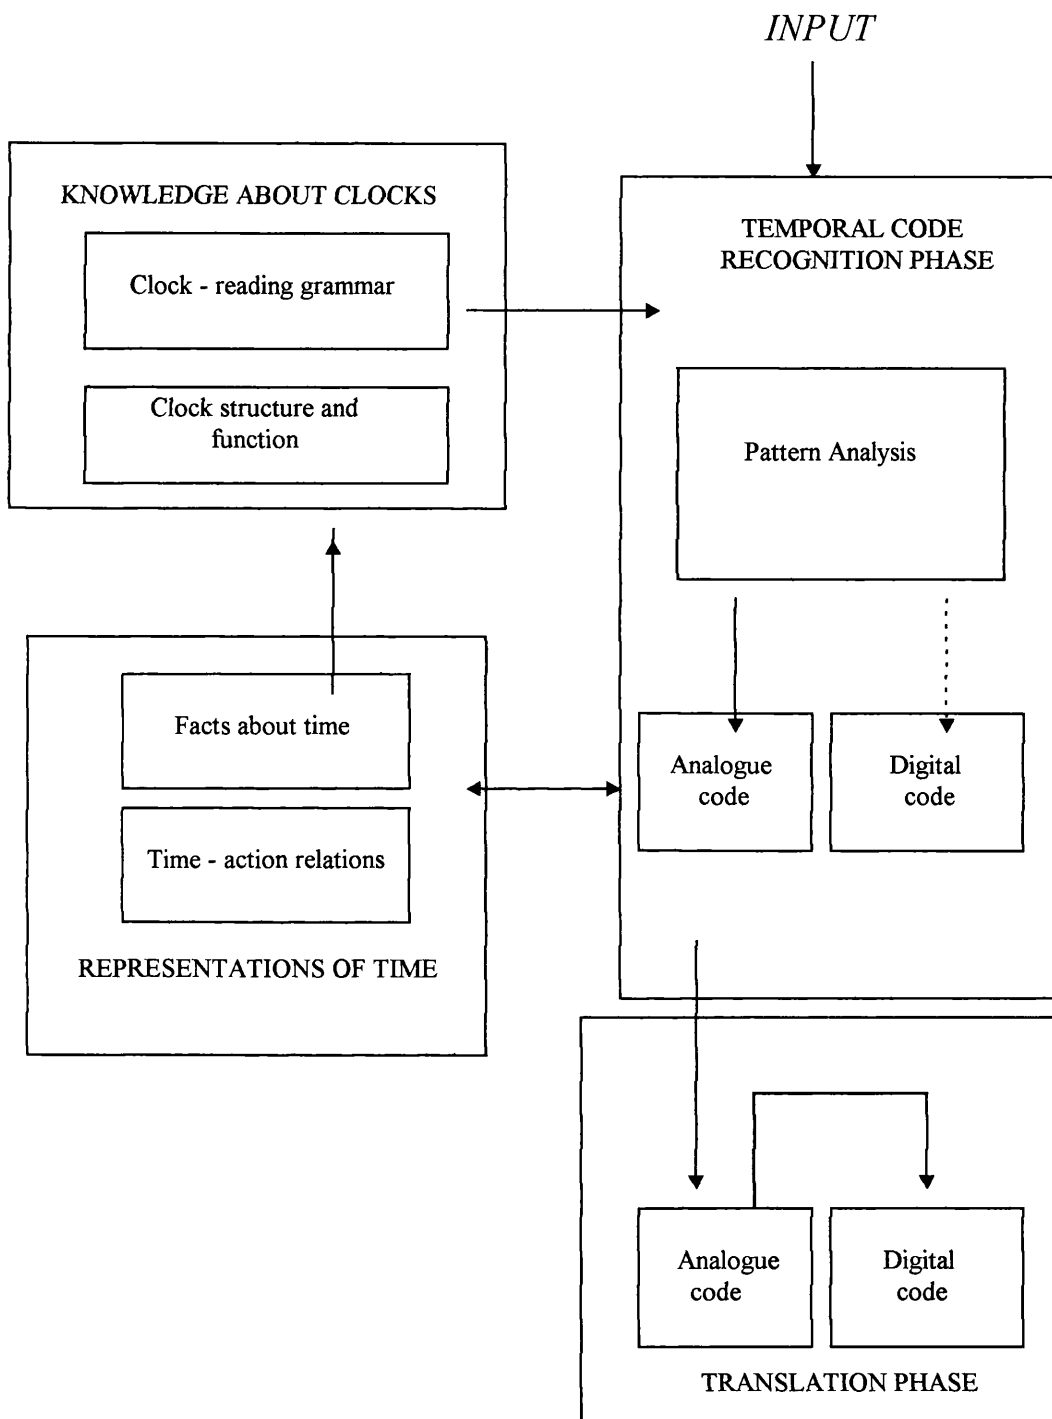 INPUT
KNOWLEDGE ABOUT CLOCKS
Clock - reading grammar
Clock structure and
function
TEMPORAL CODE
RECOGNITION PHASE
Pattern Analysis
Analogue
code
Digital
code
Facts about time
Time - action relations
REPRESENTATIONS OF TIME
Analogue
code
Digital
code
TRANSLATION PHASE